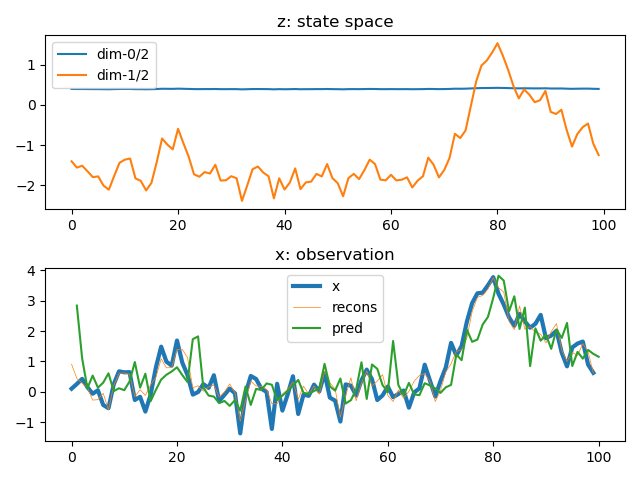 z: state space
dim-0/2
dim-1/2
1
0
−1
−2
0 20 40 60 80 100
x: observation
x
recons
pred
4
3
2
1
0
−1
0 20 40 60 80 100